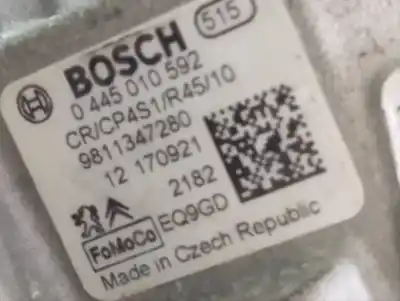 BOSCH 515
0 445 010 592
CR/CP4S1/R45/10
9811347280
12 170921
2182
FoMoCo EQ9GD
Made in Czech Republic